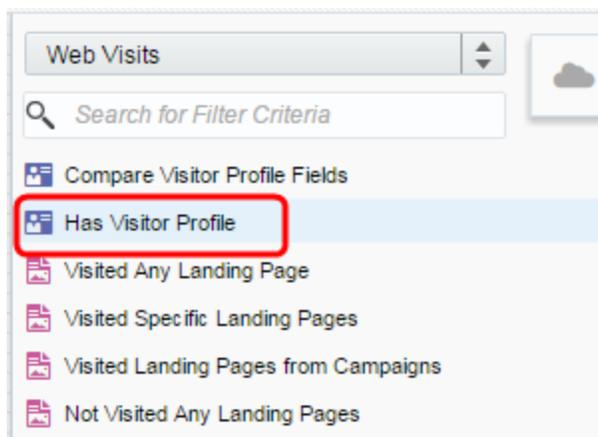 Web Visits
Search for Filter Criteria
Compare Visitor Profile Fields
Has Visitor Profile
Visited Any Landing Page
Visited Specific Landing Pages
Visited Landing Pages from Campaigns
Not Visited Any Landing Pages